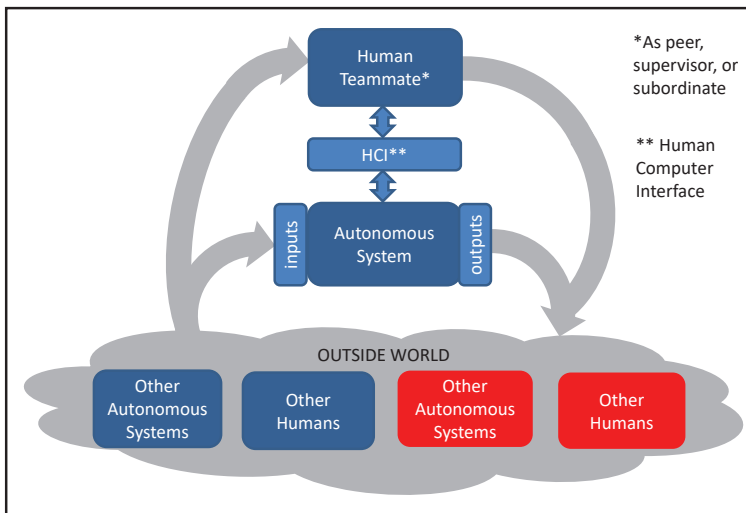 Human
Teammate*
*As peer,
supervisor, or
subordinate
HCI**
** Human
Computer
Interface
inputs
Autonomous
System
outputs
OUTSIDE WORLD
Other
Autonomous
Systems
Other
Humans
Other
Autonomous
Systems
Other
Humans